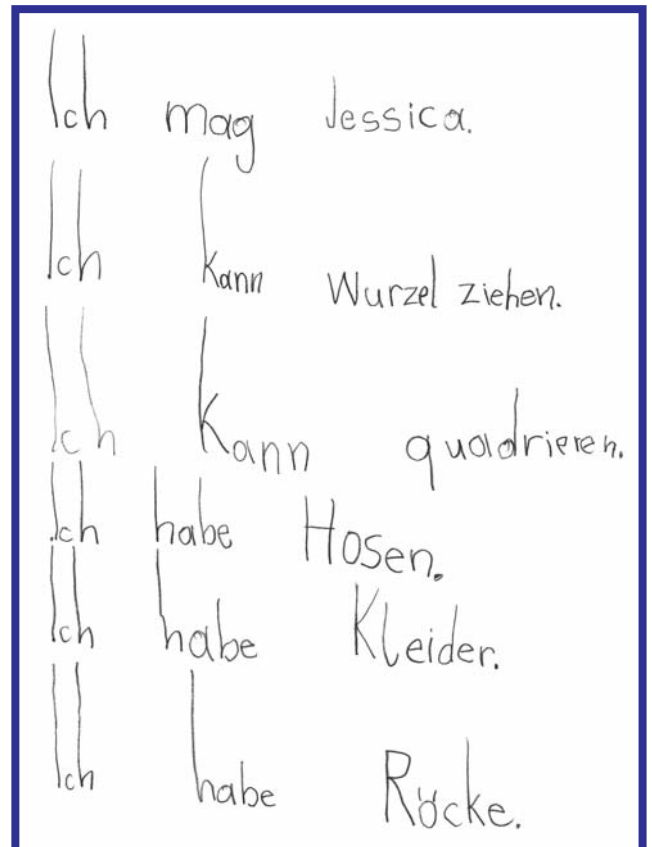 Ich mag Jessica.
Ich kann Wurzel ziehen.
Ich kann quadrieren.
Ich habe Hosen.
Ich habe Kleider.
Ich habe Röcke.